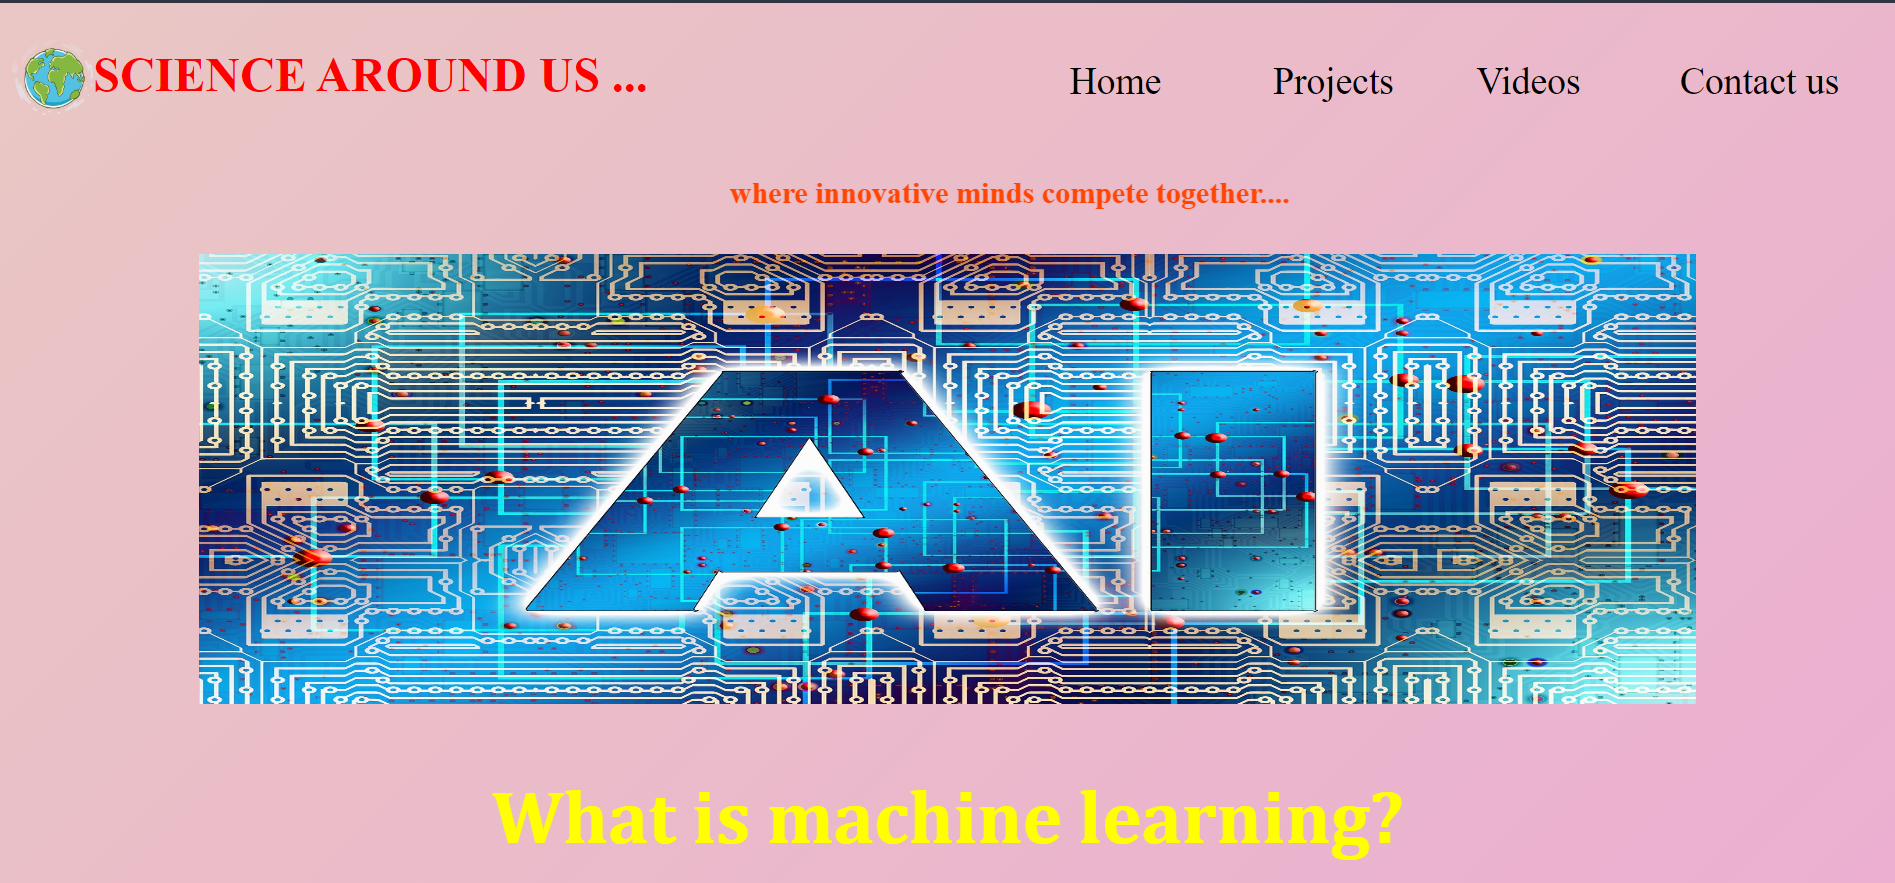 SCIENCE AROUND US ...
Home Projects Videos Contact us
where innovative minds compete together....
AI
What is machine learning?